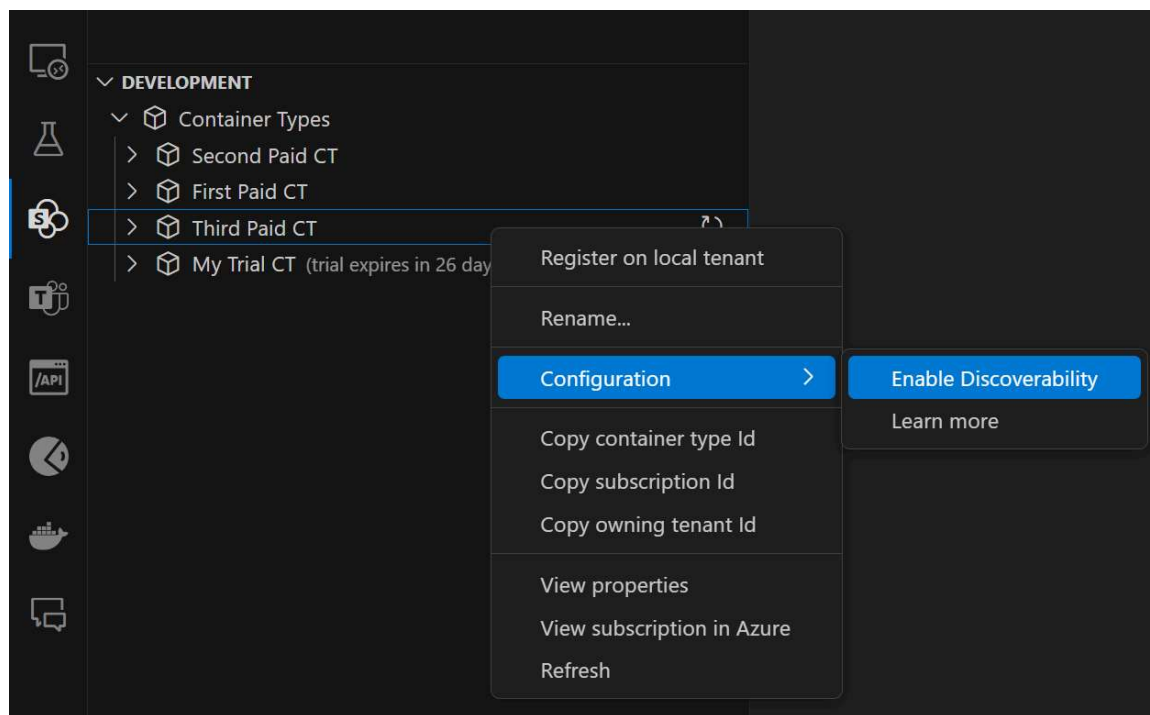 DEVELOPMENT
Container Types
Second Paid CT
First Paid CT
Third Paid CT
My Trial CT (trial expires in 26 day
Register on local tenant
Rename...
Configuration
Enable Discoverability
Learn more
Copy container type Id
Copy subscription Id
Copy owning tenant Id
View properties
View subscription in Azure
Refresh
S
T
/API